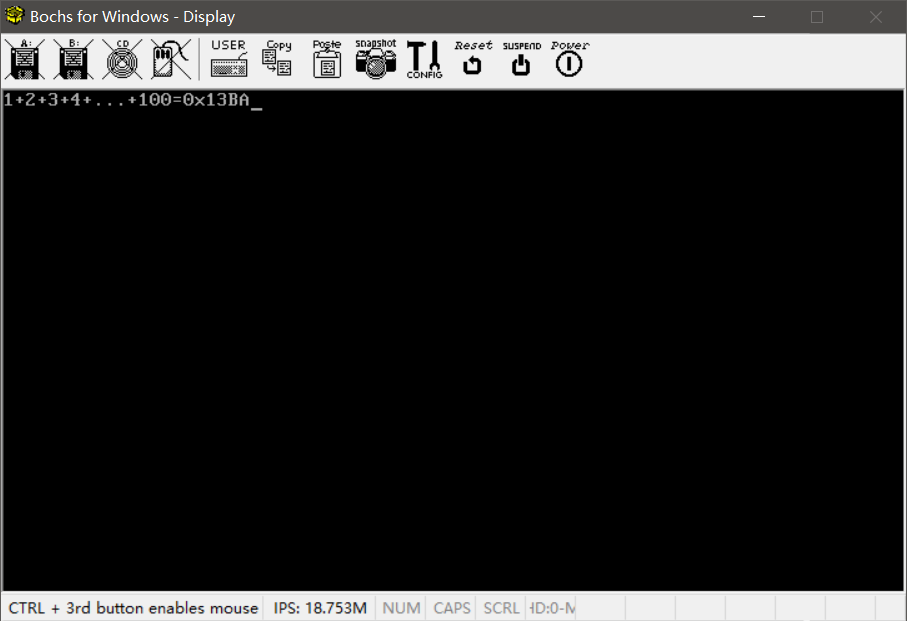 Bochs for Windows - Display
A: B: CD USER Copy Paste snapshot CONFIG Reset SUSPEND Power
1+2+3+4+...+100=0x13BA_
CTRL + 3rd button enables mouse IPS: 18.753M NUM CAPS SCRL HD:0-M